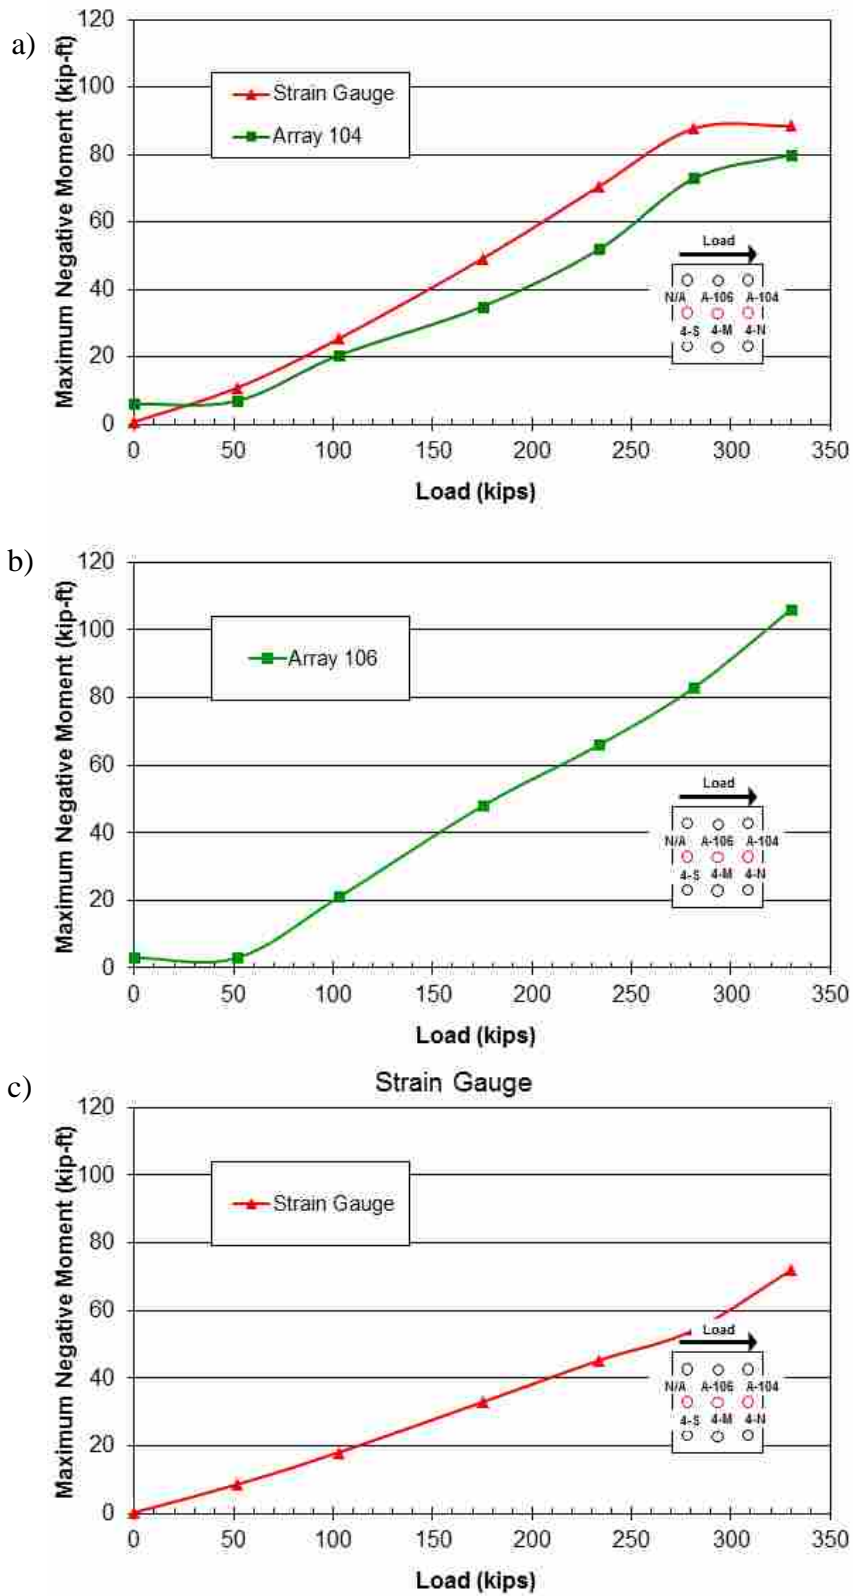 a)
Maximum Negative Moment (kip-ft)
120
100
80
60
40
20
0
Strain Gauge
Array 104
Load
N/A A-106 A-104
4-S 4-M 4-N
0 50 100 150 200 250 300 350
Load (kips)
b)
Maximum Negative Moment (kip-ft)
120
100
80
60
40
20
0
Array 106
Load
N/A A-106 A-104
4-S 4-M 4-N
0 50 100 150 200 250 300 350
Load (kips)
c)
Strain Gauge
Maximum Negative Moment (kip-ft)
120
100
80
60
40
20
0
Strain Gauge
Load
N/A A-106 A-104
4-S 4-M 4-N
0 50 100 150 200 250 300 350
Load (kips)